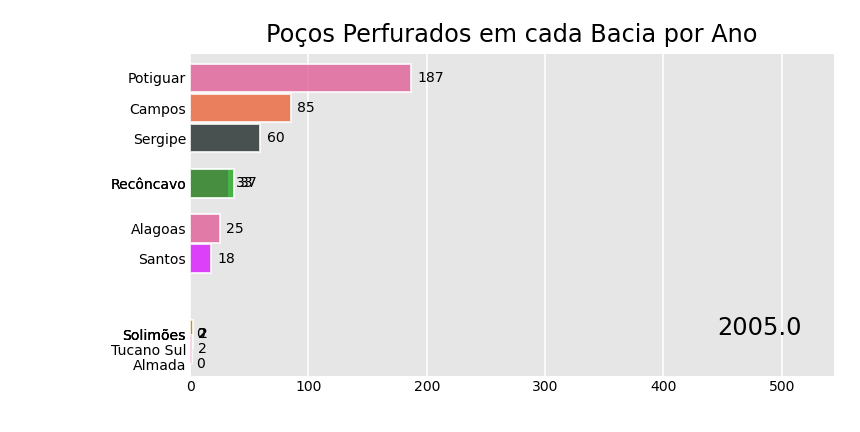 Poços Perfurados em cada Bacia por Ano
Potiguar 187
Campos 85
Sergipe 60
Recôncavo
Alagoas 25
Santos 18
Solimões
2005.0
Tucano Sul 2
Almada 0
0 100 200 300 400 500